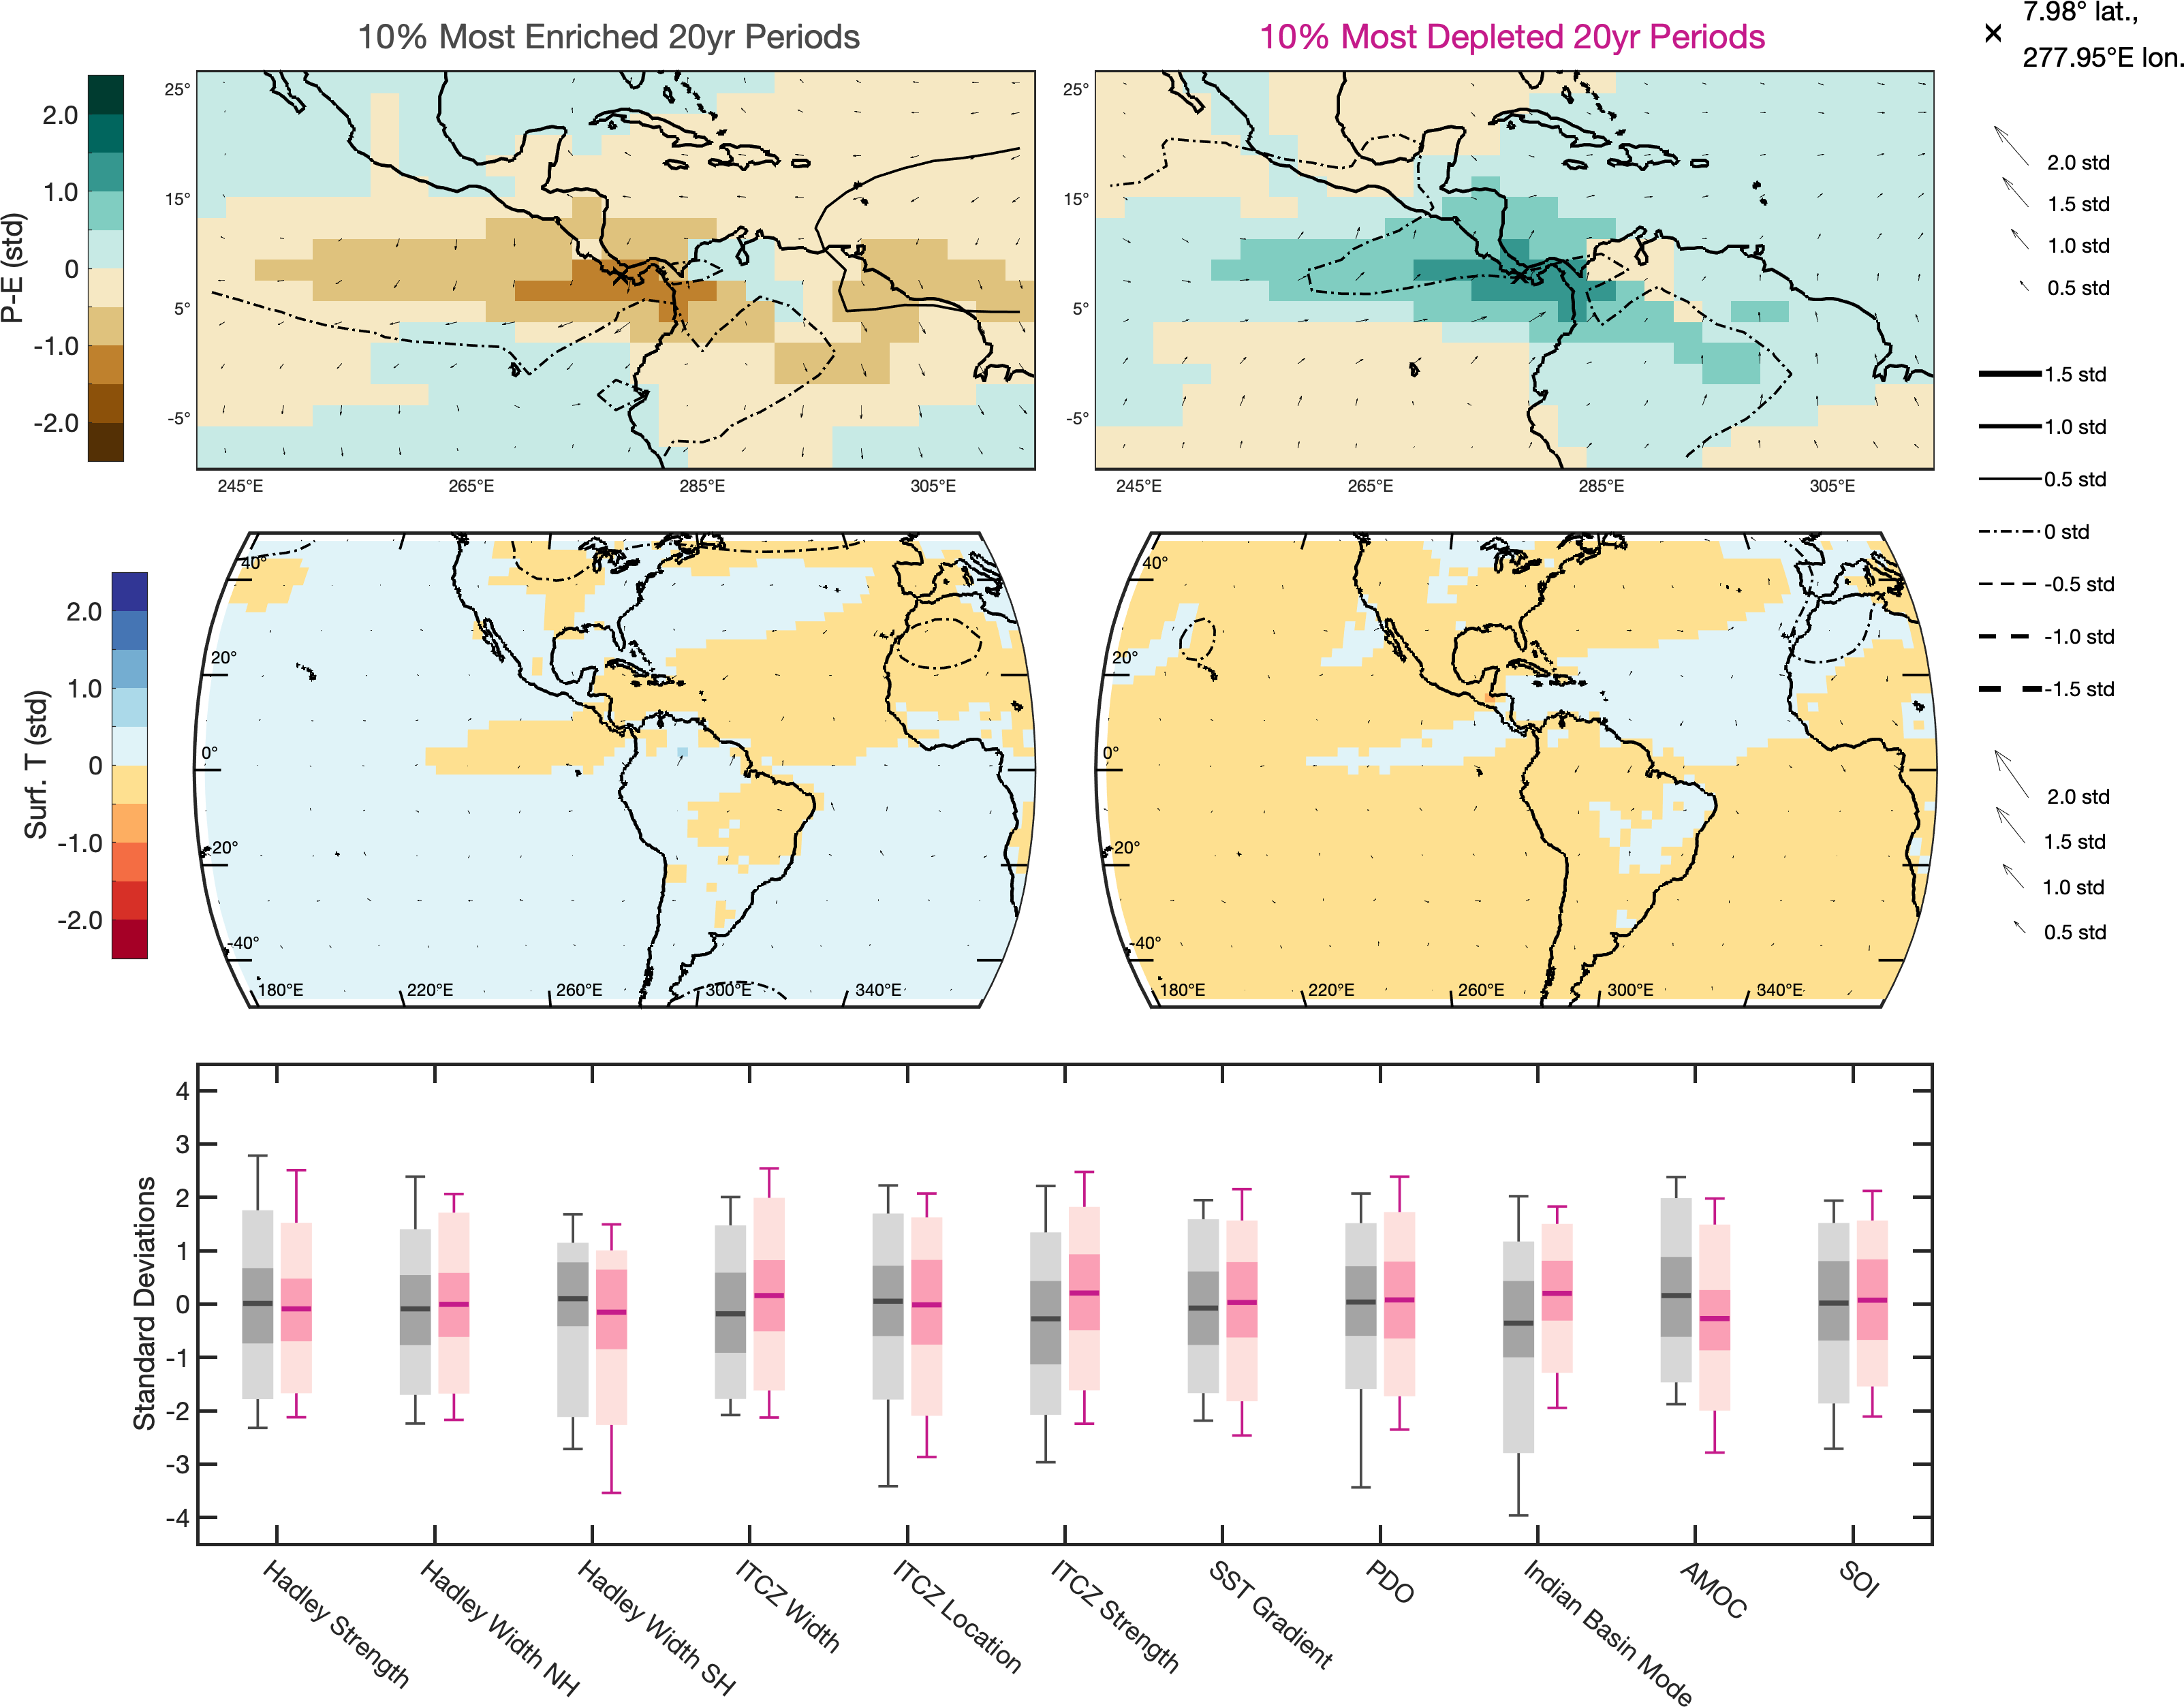 10% Most Enriched 20yr Periods
10% Most Depleted 20yr Periods
7.98° lat.,
277.95°E lon.
P-E (std)
2.0
1.0
0
-1.0
-2.0
25°
15°
5°
-5°
245°E
265°E
285°E
305°E
25°
15°
5°
-5°
245°E
265°E
285°E
305°E
2.0 std
1.5 std
1.0 std
0.5 std
1.5 std
1.0 std
0.5 std
0 std
-0.5 std
-1.0 std
-1.5 std
2.0 std
1.5 std
1.0 std
0.5 std
Surf. T (std)
2.0
1.0
0
-1.0
-2.0
40°
20°
0°
-20°
-40°
180°E
220°E
260°E
300°E
340°E
40°
20°
0°
-20°
-40°
180°E
220°E
260°E
300°E
340°E
Standard Deviations
4
3
2
1
0
-1
-2
-3
-4
Hadley Strength
Hadley Width NH
Hadley Width SH
ITCZ Width
ITCZ Location
ITCZ Strength
SST Gradient
PDO
Indian Basin Mode
AMOC
SOI